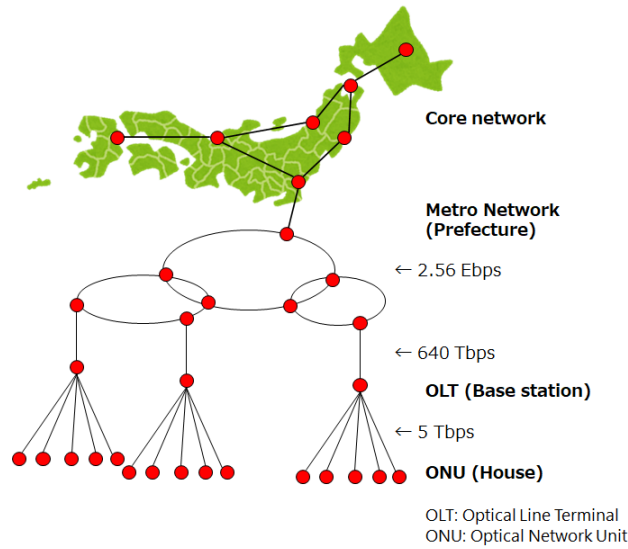 Core network
Metro Network
(Prefecture)
← 2.56 Ebps
← 640 Tbps
OLT (Base station)
← 5 Tbps
ONU (House)
OLT: Optical Line Terminal
ONU: Optical Network Unit